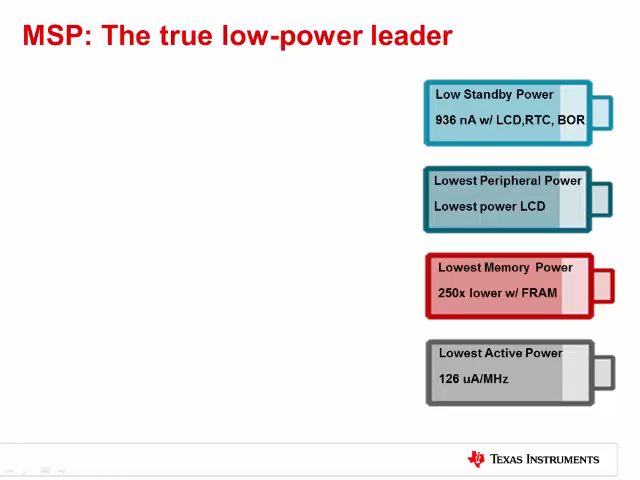 MSP: The true low-power leader
Low Standby Power
936 nA w/ LCD,RTC, BOR
Lowest Peripheral Power
Lowest power LCD
Lowest Memory Power
250x lower w/ FRAM
Lowest Active Power
126 uA/MHz
TEXAS INSTRUMENTS